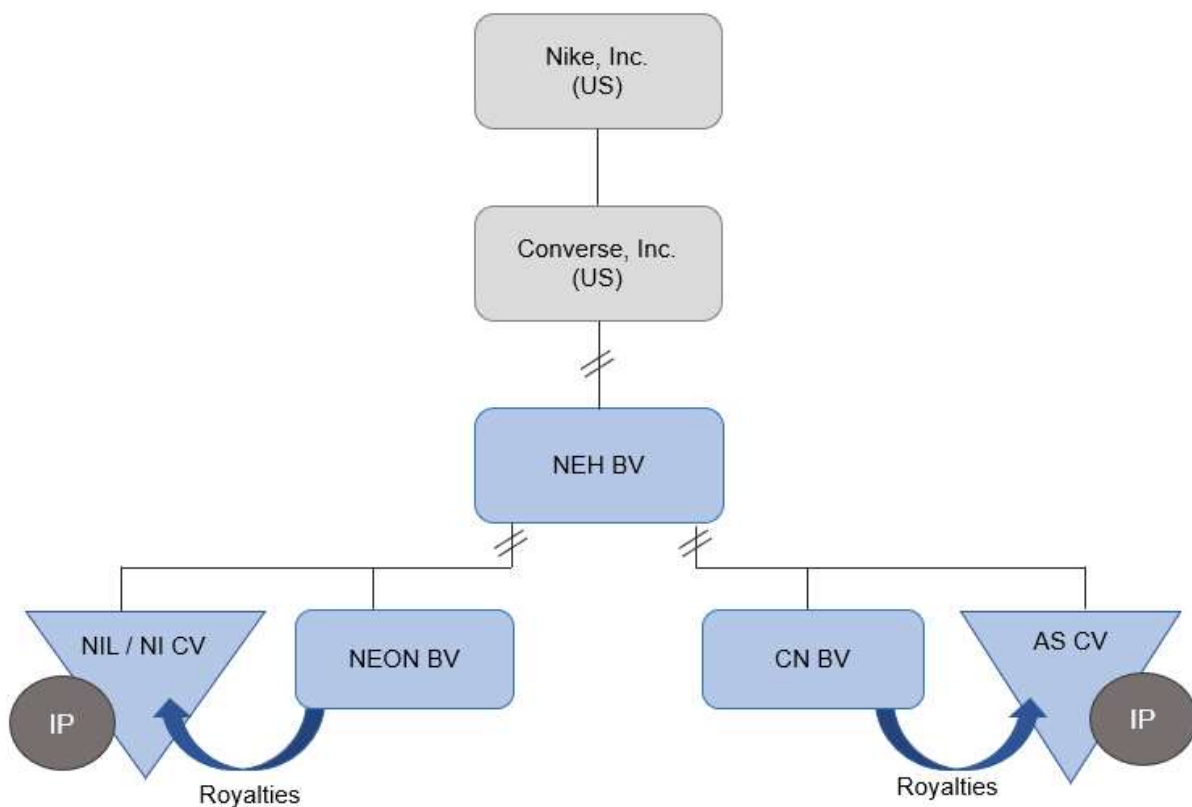 Nike, Inc.
(US)
Converse, Inc.
(US)
NEH BV
NIL / NI CV
NEON BV
CN BV
AS CV
IP
IP
Royalties
Royalties